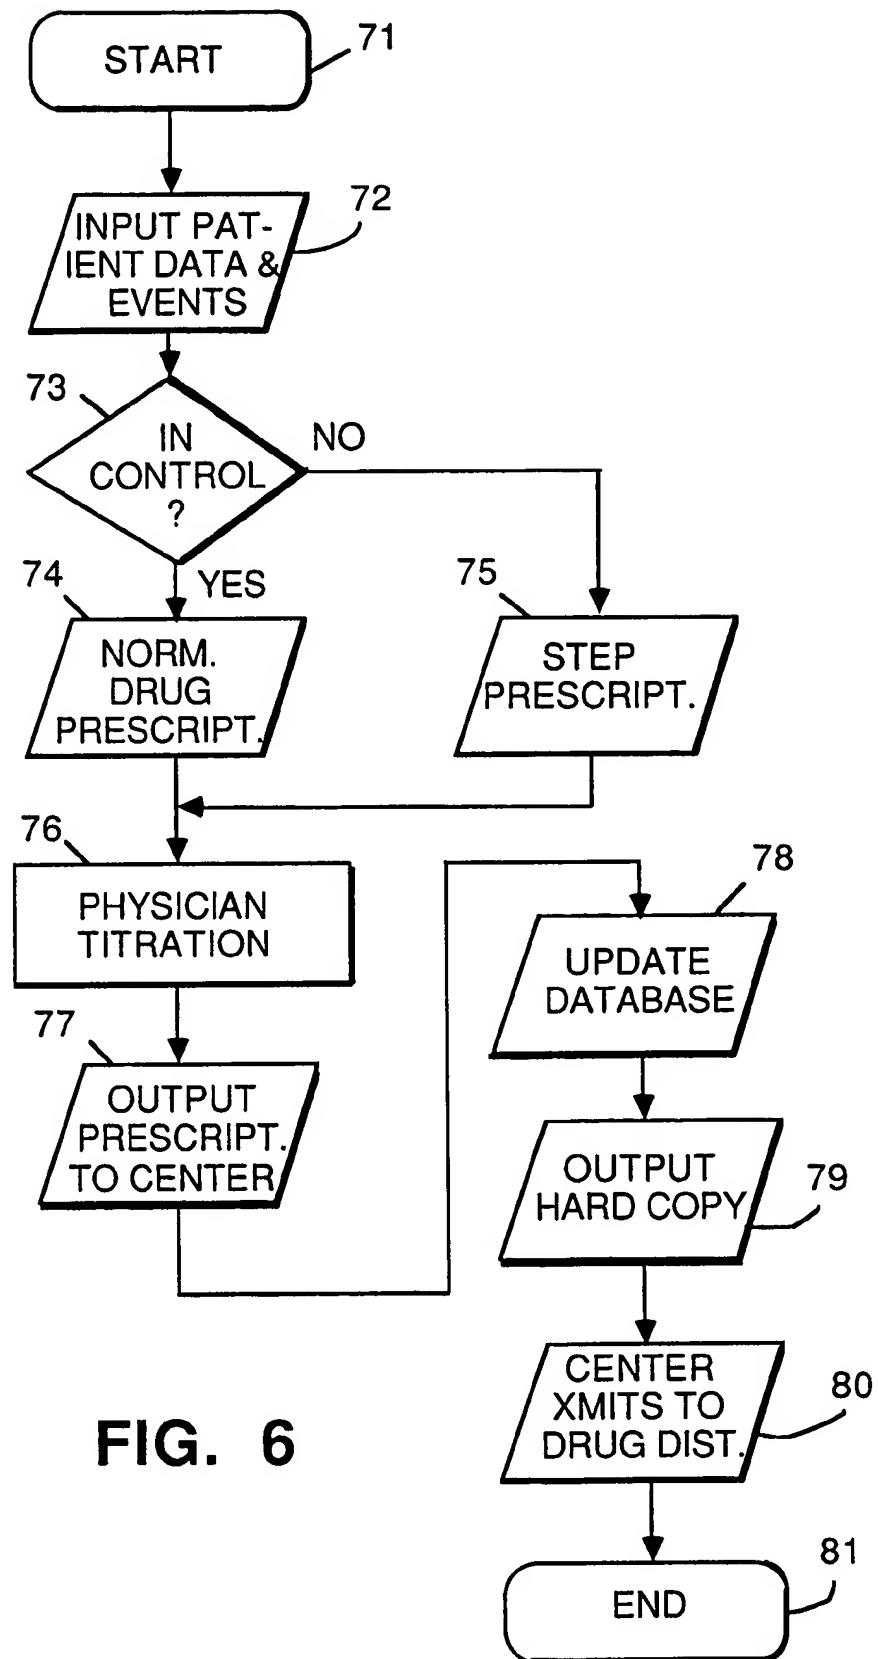 START
71
72
INPUT PAT-
IENT DATA &
EVENTS
73
IN
CONTROL
?
NO
YES
74
NORM.
DRUG
PRESCRIPT.
75
STEP
PRESCRIPT.
76
PHYSICIAN
TITRATION
77
OUTPUT
PRESCRIPT.
TO CENTER
78
UPDATE
DATABASE
OUTPUT
HARD COPY
79
CENTER
XMITS TO
DRUG DIST.
80
FIG. 6
81
END